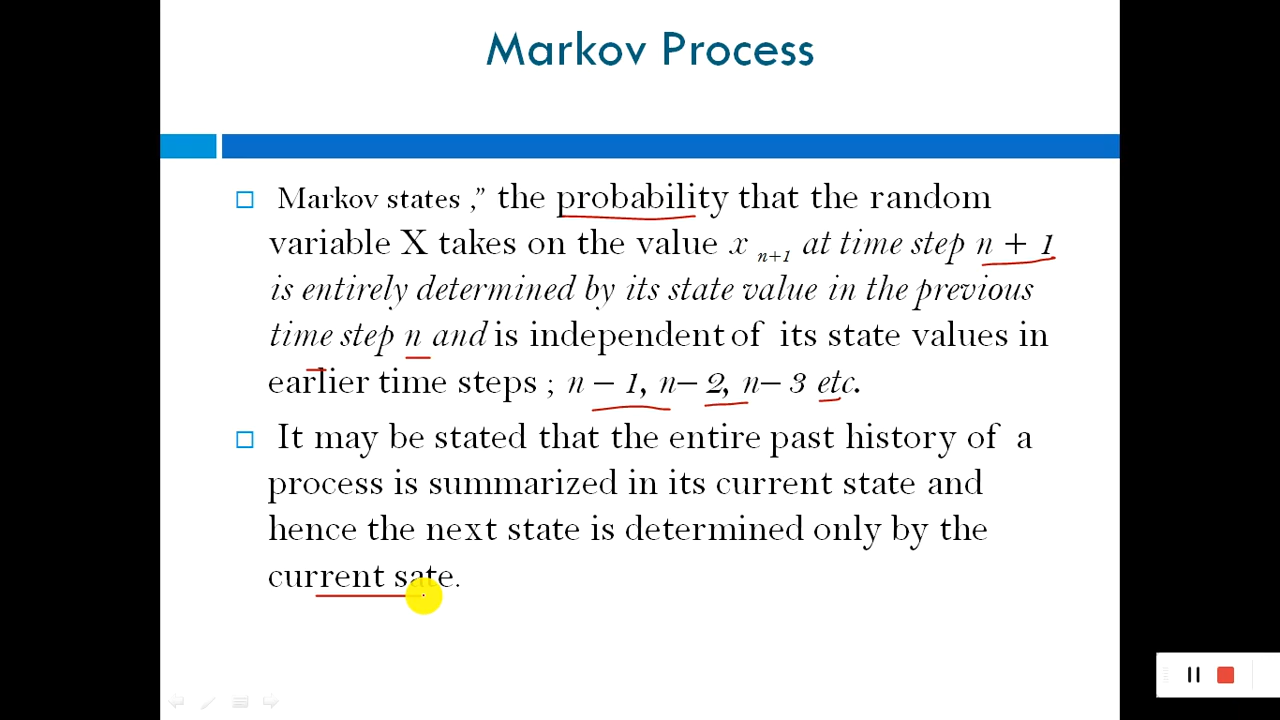 Markov Process
Markov states ,” the probability that the random
variable X takes on the value x n+1 at time step n + 1
is entirely determined by its state value in the previous
time step n and is independent of its state values in
earlier time steps ; n – 1, n– 2, n– 3 etc.
It may be stated that the entire past history of a
process is summarized in its current state and
hence the next state is determined only by the
current sate.